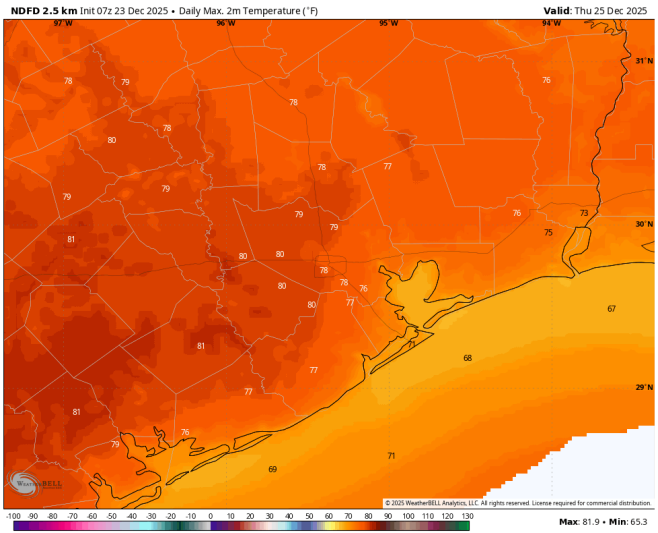 NDFD 2.5 km Init 07z 23 Dec 2025 • Daily Max. 2m Temperature (°F) Valid: Thu 25 Dec 2025
97°W 96°W 95°W 94°W
31°N
78 79 76
78
78
80
78 77
79 79
79 76 73
79 75 30°N
81
80 80
78
80 78 76
80 77 67
81 71
68
77
77 29°N
81
76
79
71
69
WEATHERBELL
© 2025 WeatherBELL Analytics, LLC. All rights reserved. License required for commercial distribution.
-100 -90 -80 -70 -60 -50 -40 -30 -20 -10 0 10 20 30 40 50 60 70 80 90 100 110 120 130
Max: 81.9 • Min: 65.3